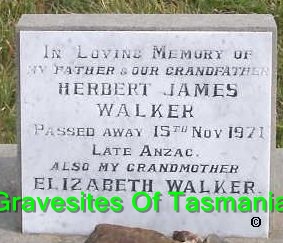 IN LOVING MEMORY OF
MY FATHER & OUR GRANDFATHER
HERBERT JAMES
WALKER
PASSED AWAY 15TH NOV 1971
LATE ANZAC.
ALSO MY GRANDMOTHER
ELIZABETH WALKER.
Gravesites Of Tasmania
©